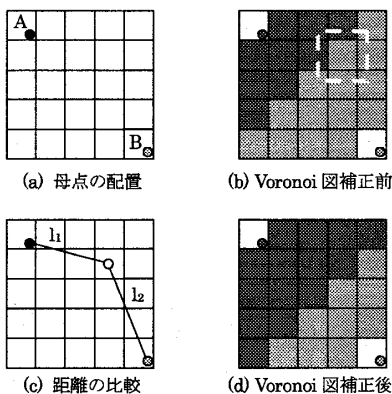 A
B
(a) 母点の配置
(b) Voronoi 図補正前
l₁
l₂
(c) 距離の比較
(d) Voronoi 図補正後